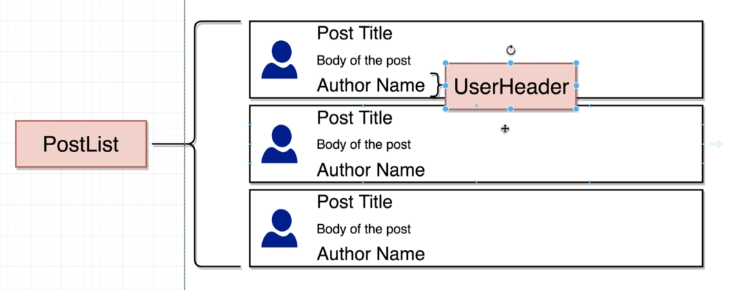 Post Title
Body of the post
Author Name
UserHeader
PostList
Post Title
Body of the post
Author Name
Post Title
Body of the post
Author Name